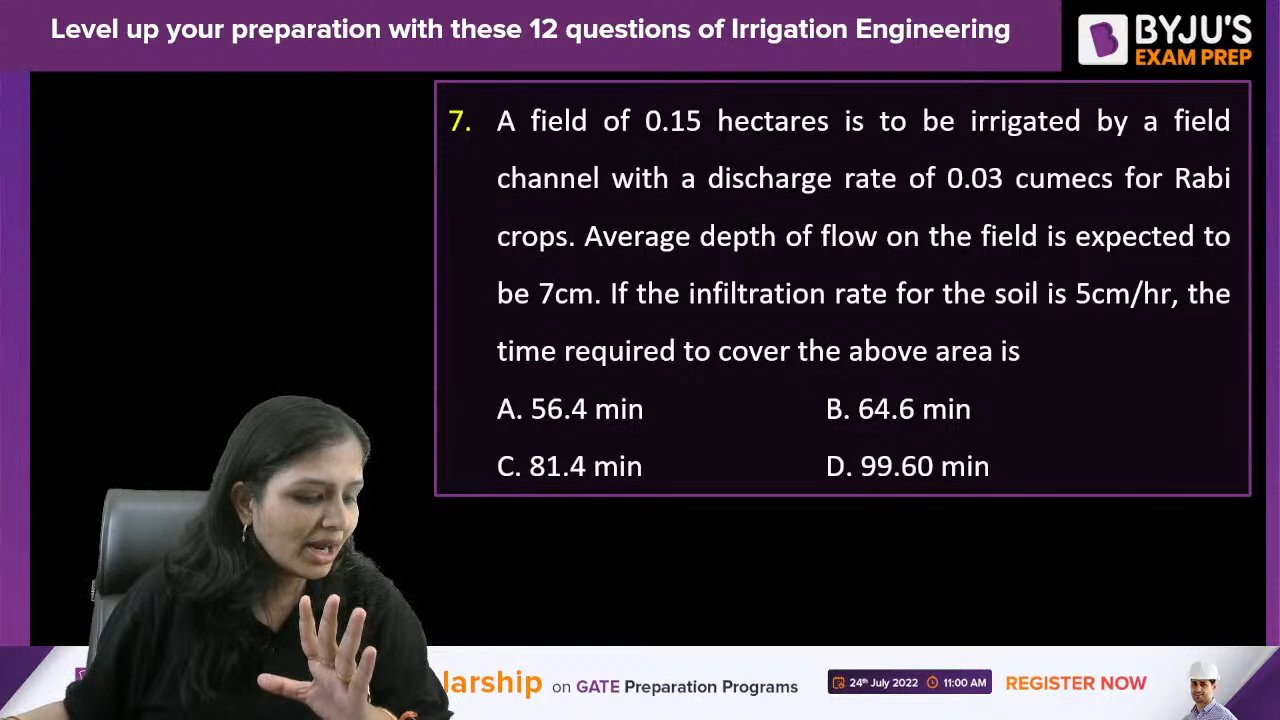 Level up your preparation with these 12 questions of Irrigation Engineering
BYJU'S
EXAM PREP
7. A field of 0.15 hectares is to be irrigated by a field
channel with a discharge rate of 0.03 cumecs for Rabi
crops. Average depth of flow on the field is expected to
be 7cm. If the infiltration rate for the soil is 5cm/hr, the
time required to cover the above area is
A. 56.4 min B. 64.6 min
C. 81.4 min D. 99.60 min
on GATE Preparation Programs
24th July 2022 11:00 AM
REGISTER NOW